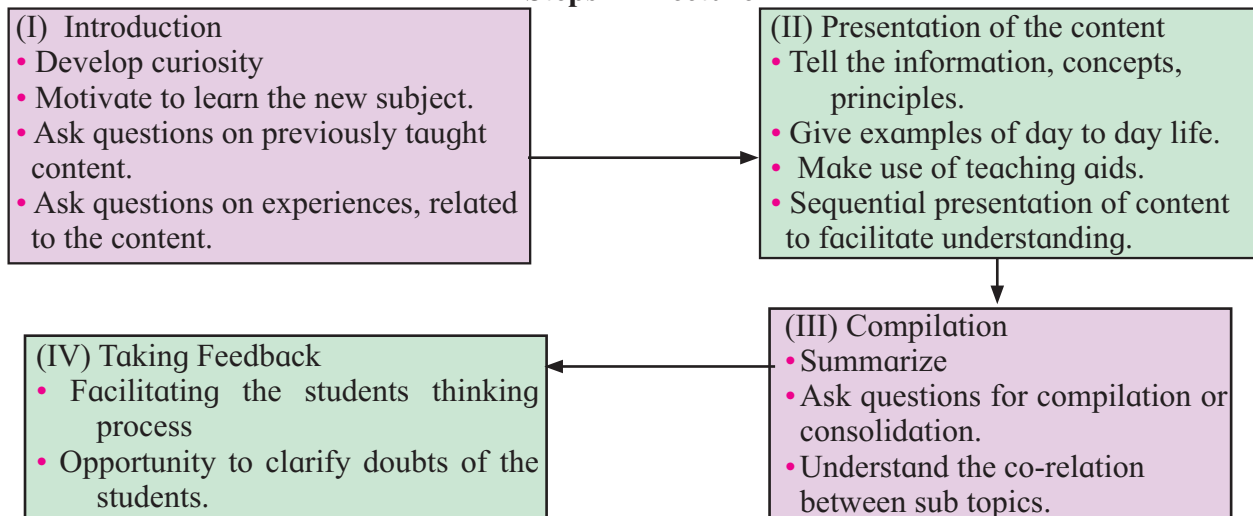 (I) Introduction
• Develop curiosity
• Motivate to learn the new subject.
• Ask questions on previously taught
content.
• Ask questions on experiences, related
to the content.
(II) Presentation of the content
• Tell the information, concepts,
principles.
• Give examples of day to day life.
• Make use of teaching aids.
• Sequential presentation of content
to facilitate understanding.
(III) Compilation
• Summarize
• Ask questions for compilation or
consolidation.
• Understand the co-relation
between sub topics.
(IV) Taking Feedback
• Facilitating the students thinking
process
• Opportunity to clarify doubts of the
students.